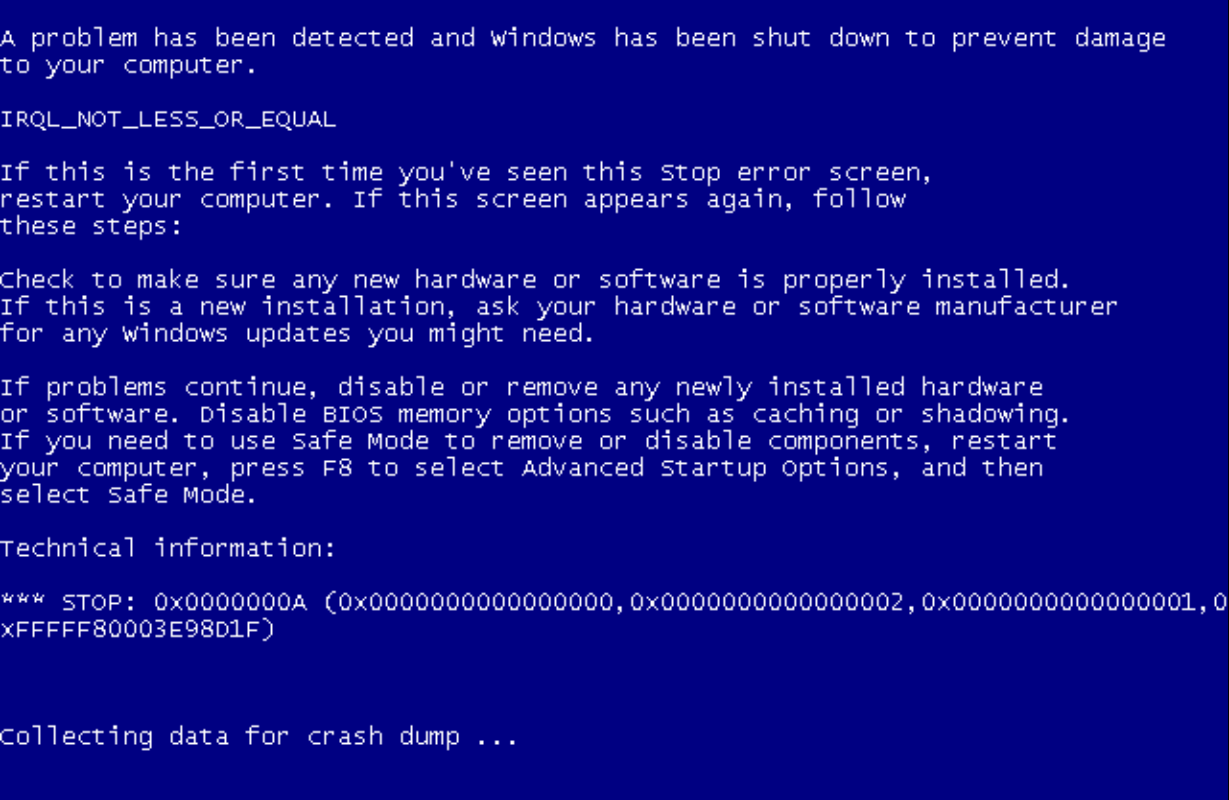 A problem has been detected and Windows has been shut down to prevent damage
to your computer.
IRQL_NOT_LESS_OR_EQUAL
If this is the first time you've seen this Stop error screen,
restart your computer. If this screen appears again, follow
these steps:
Check to make sure any new hardware or software is properly installed.
If this is a new installation, ask your hardware or software manufacturer
for any Windows updates you might need.
If problems continue, disable or remove any newly installed hardware
or software. Disable BIOS memory options such as caching or shadowing.
If you need to use Safe Mode to remove or disable components, restart
your computer, press F8 to select Advanced Startup Options, and then
select Safe Mode.
Technical information:
*** STOP: 0x0000000A (0x0000000000000000,0x0000000000000002,0x0000000000000001,0
xFFFFF80003E98D1F)
Collecting data for crash dump ...